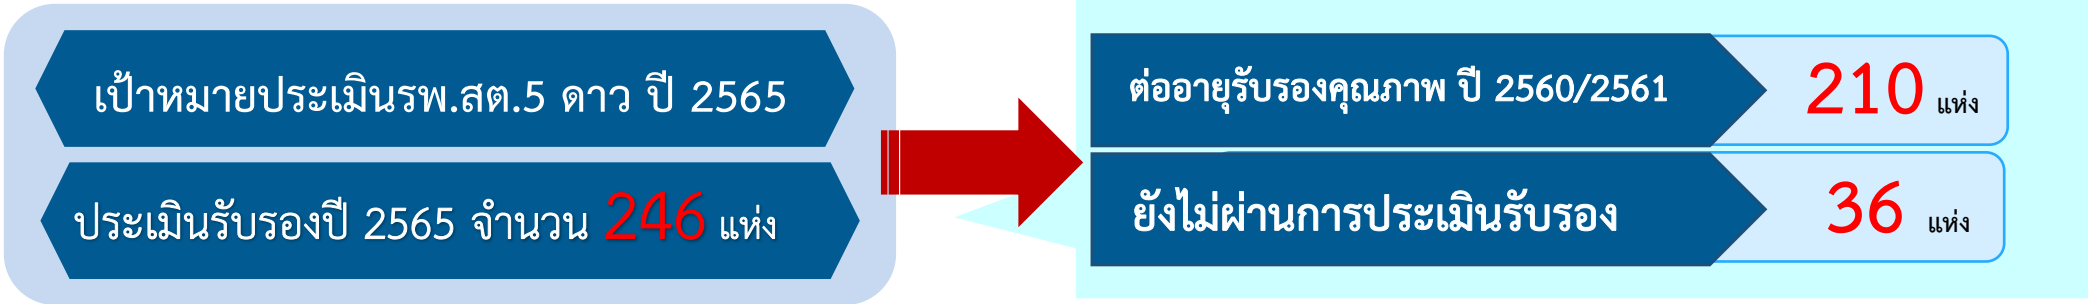 เป้าหมายประเมินรพ.สต.5 ดาว ปี 2565
ประเมินรับรองปี 2565 จำนวน 246 แห่ง
ต่ออายุรับรองคุณภาพ ปี 2560/2561 210 แห่ง
ยังไม่ผ่านการประเมินรับรอง 36 แห่ง